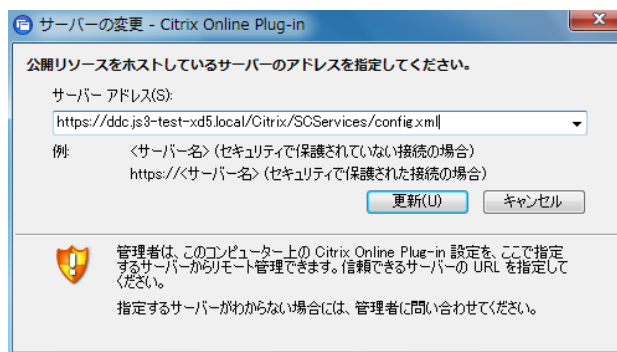 サーバーの変更 - Citrix Online Plug-in
公開リソースをホストしているサーバーのアドレスを指定してください。
サーバー アドレス(S):
https://ddc.js3-test-xd5.local/Citrix/SCServices/config.xml
例: <サーバー名> (セキュリティで保護されていない接続の場合)
https://<サーバー名> (セキュリティで保護された接続の場合)
更新(U) キャンセル
管理者は、このコンピューター上の Citrix Online Plug-in 設定を、ここで指定
するサーバーからリモート管理できます。信頼できるサーバーの URL を指定して
ください。
指定するサーバーがわからない場合には、管理者に問い合わせてください。